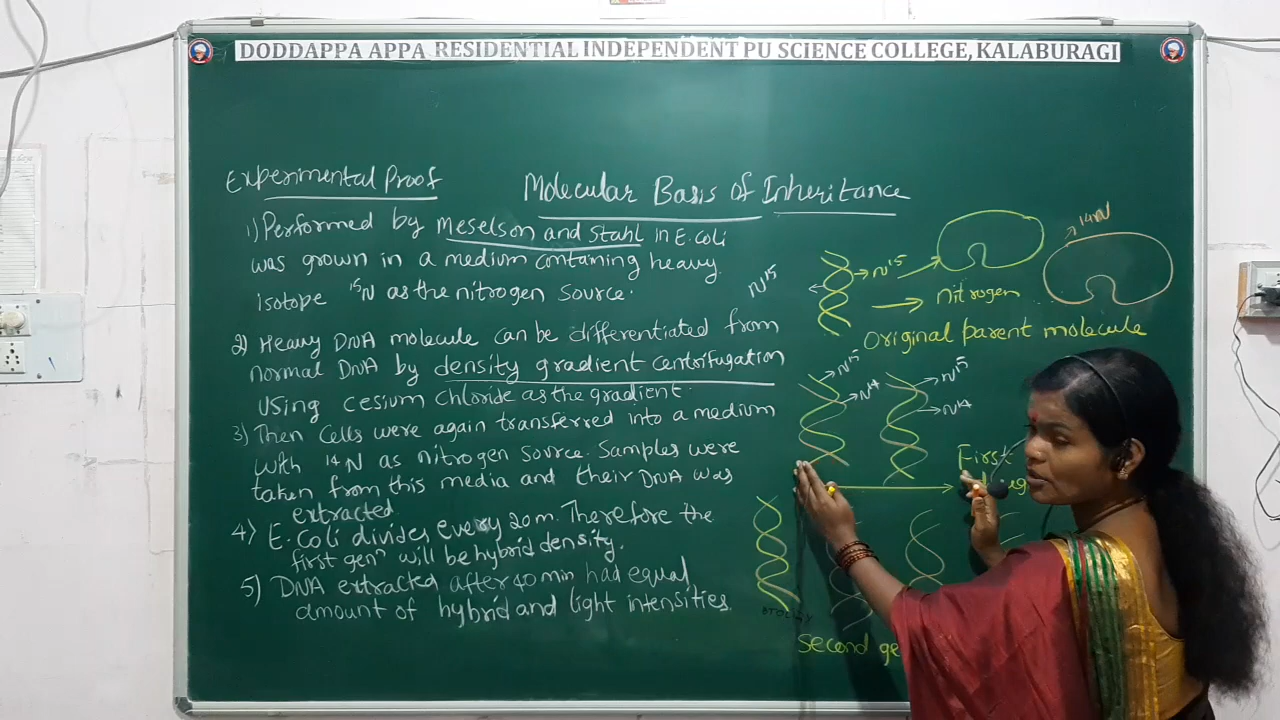 DODDAPPA APPA RESIDENTIAL INDEPENDENT PU SCIENCE COLLEGE, KALABURAGI
Experimental Proof
Molecular Basis of Inheritance
1) Performed by Meselson and Stahl in E.coli
was grown in a medium containing heavy
isotope 15N as the nitrogen source.
2) Heavy DNA molecule can be differentiated from
normal DNA by density gradient centrifugation
using cesium chloride as the gradient.
3) Then cells were again transferred into a medium
with 14N as nitrogen source. Samples were
taken from this media and their DNA was
extracted
4) E.Coli divides every 20m. Therefore the
first genn will be hybrid density.
5) DNA extracted after 40 min had equal
amount of hybrid and light intensities.
N15
N15
14N
nitrogen
Original parent molecule
N15
N14
N15
N14
First
BIOLOGY
Second ge